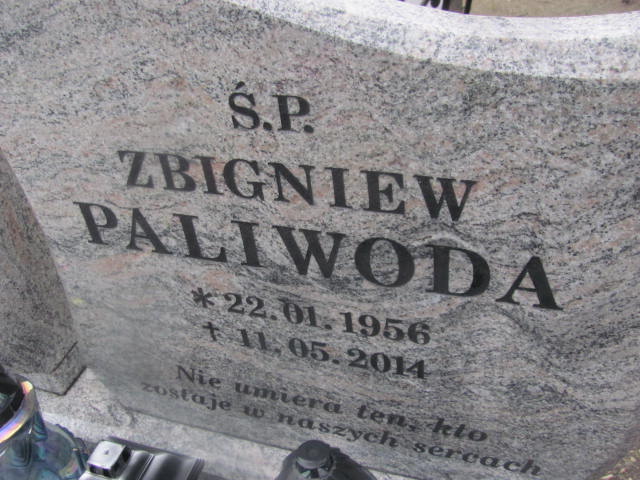 Ś.P.
ZBIGNIEW
PALIWODA
* 22.01.1956
† 11.05.2014
Nie umiera ten, kto
zostaje w naszych sercach